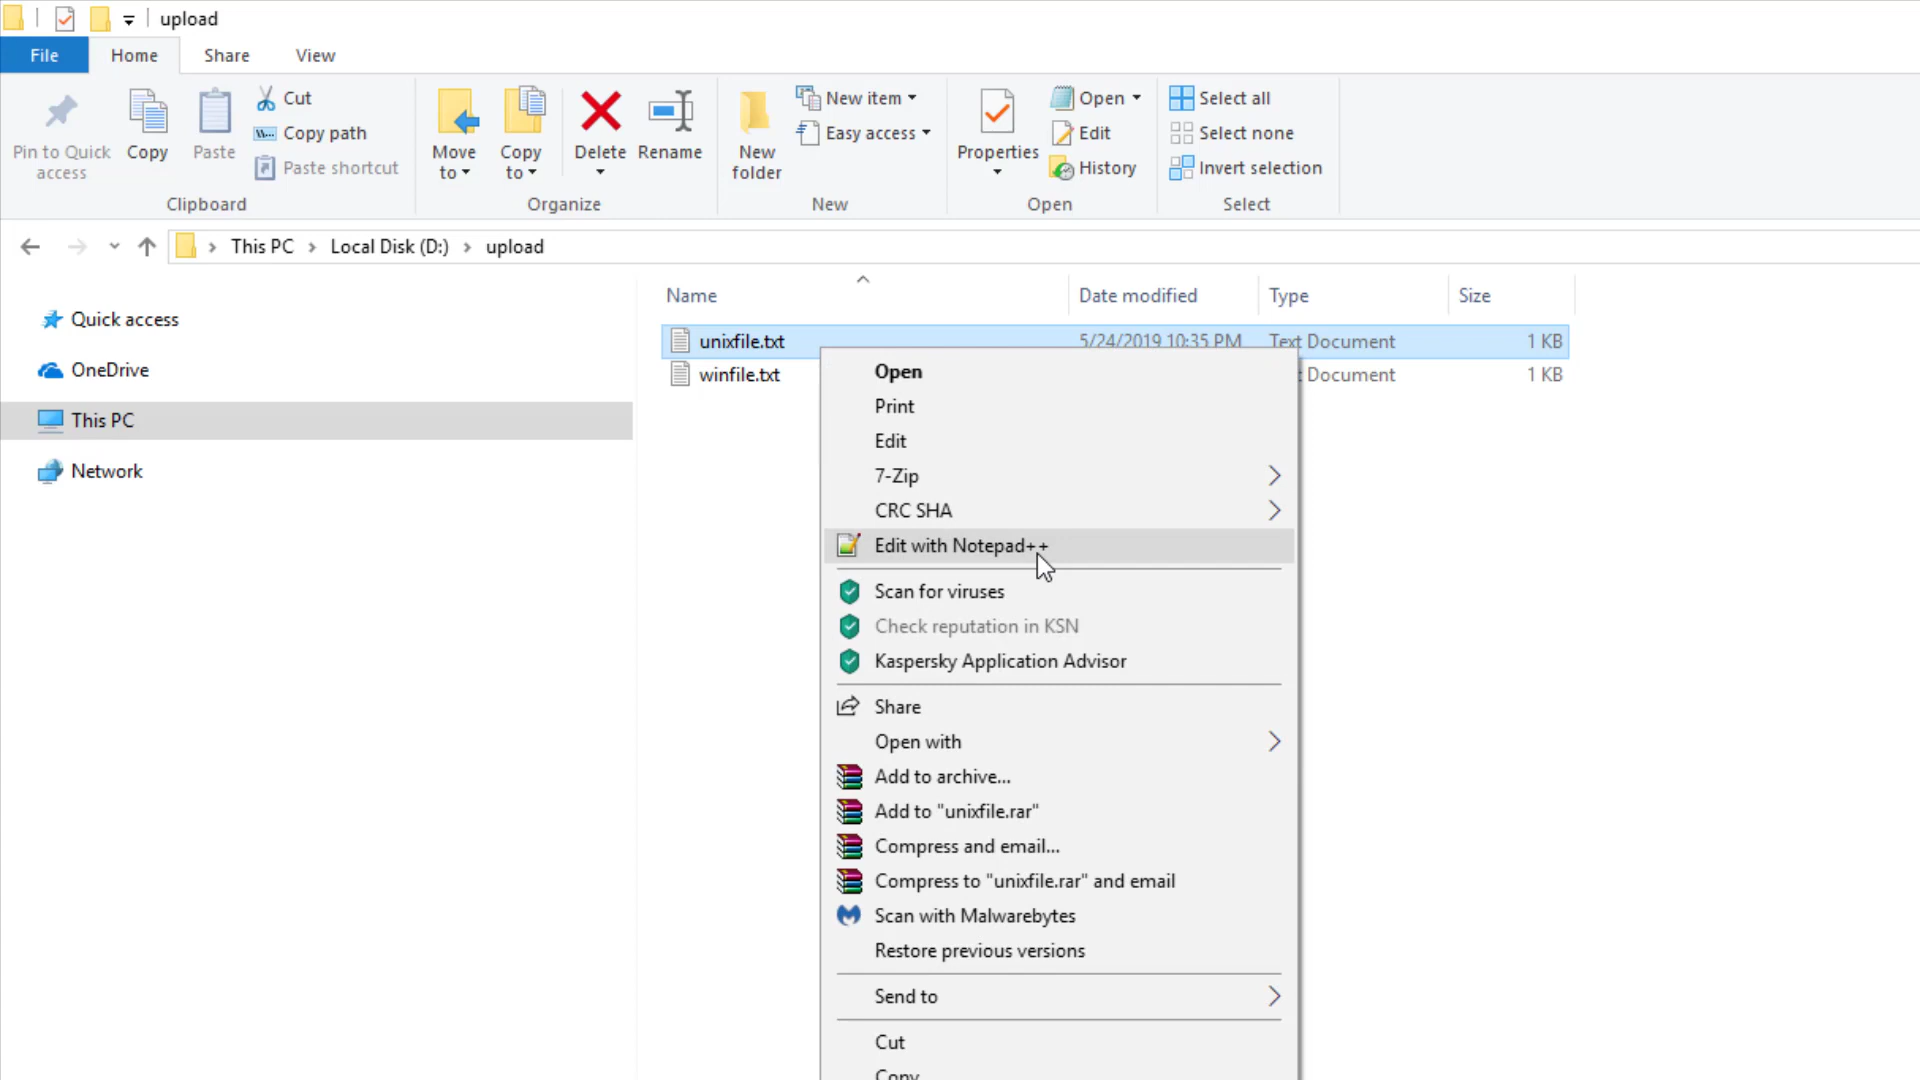 upload
File Home Share View
Pin to Quick access
Copy
Paste
Cut
Copy path
Paste shortcut
Clipboard
Move to
Copy to
Delete
Rename
Organize
New folder
New item
Easy access
New
Properties
Open
Edit
History
Open
Select all
Select none
Invert selection
Select
This PC > Local Disk (D:) > upload
Quick access
OneDrive
This PC
Network
Name Date modified Type Size
unixfile.txt 5/24/2019 10:35 PM Text Document 1 KB
winfile.txt Document 1 KB
Open
Print
Edit
7-Zip
CRC SHA
Edit with Notepad++
Scan for viruses
Check reputation in KSN
Kaspersky Application Advisor
Share
Open with
Add to archive...
Add to "unixfile.rar"
Compress and email...
Compress to "unixfile.rar" and email
Scan with Malwarebytes
Restore previous versions
Send to
Cut
Copy